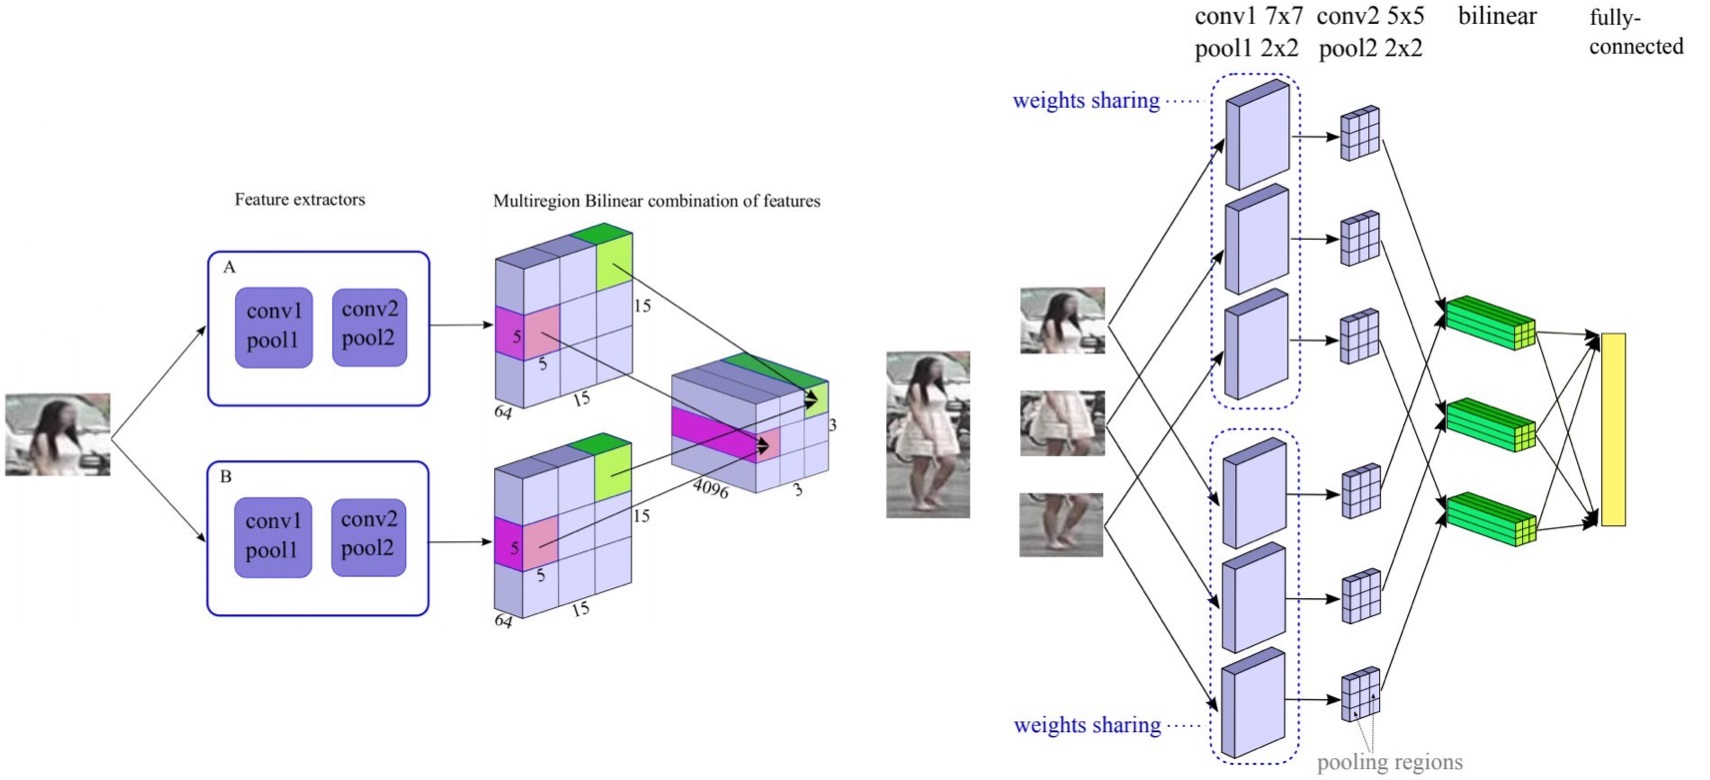 Feature extractors
Multiregion Bilinear combination of features
A
conv1
pool1
conv2
pool2
5
5
15
15
64
B
conv1
pool1
conv2
pool2
5
5
15
15
64
3
3
4096
conv1 7x7
pool1 2x2
conv2 5x5
pool2 2x2
bilinear
fully-
connected
weights sharing
weights sharing
pooling regions